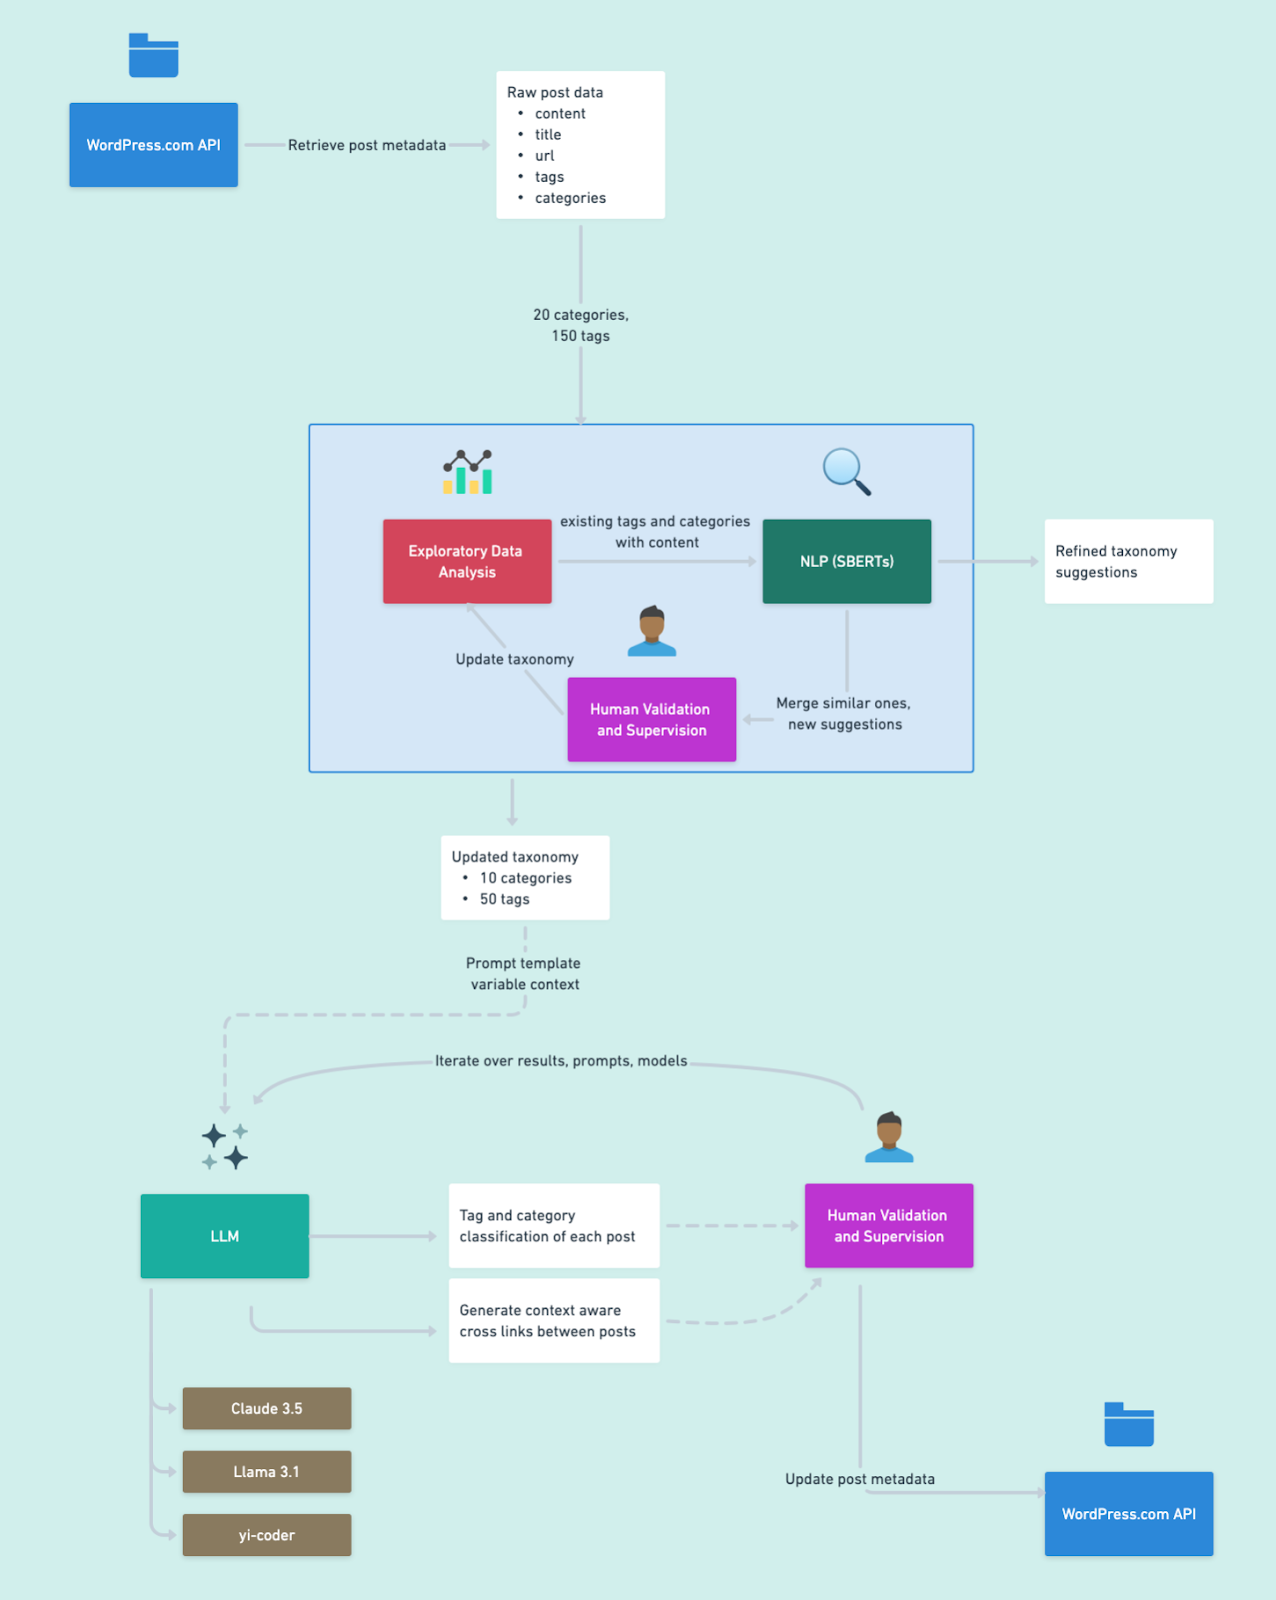 WordPress.com API
Retrieve post metadata
Raw post data
• content
• title
• url
• tags
• categories
20 categories,
150 tags
Exploratory Data
Analysis
existing tags and categories
with content
NLP (SBERTs)
Refined taxonomy
suggestions
Update taxonomy
Human Validation
and Supervision
Merge similar ones,
new suggestions
Updated taxonomy
• 10 categories
• 50 tags
Prompt template
variable context
Iterate over results, prompts, models
LLM
Tag and category
classification of each post
Human Validation
and Supervision
Generate context aware
cross links between posts
Claude 3.5
Llama 3.1
yi-coder
Update post metadata
WordPress.com API